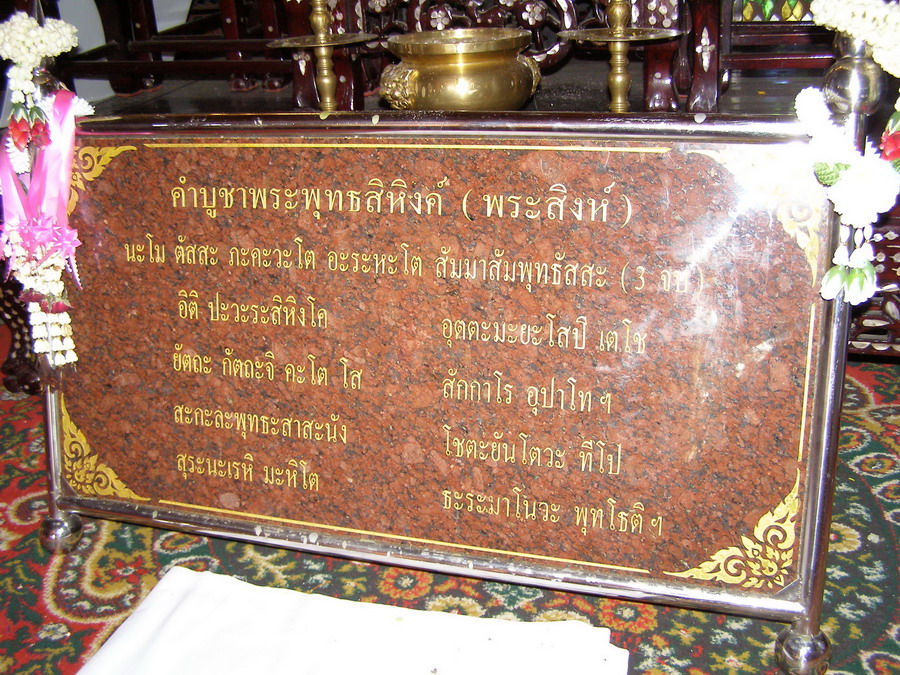 คำบูชาพระพุทธสิหิงค์ (พระสิงห์)
นะโม ตัสสะ ภะคะวะโต อะระหะโต สัมมาสัมพุทธัสสะ (3 จบ)
อิติ ปะวะระสิหิงโค อุตตะมะยะโสปิ เตโช
ยัตถะ กัตถะจิ คะโต โส สักกาโร อุปาโท ฯ
สะกะละพุทธะสาสะนัง โชตะยันโตวะ ทีโป
สุระนะเรหิ มะหิโต ธะระมาโนวะ พุทโธติ ฯ